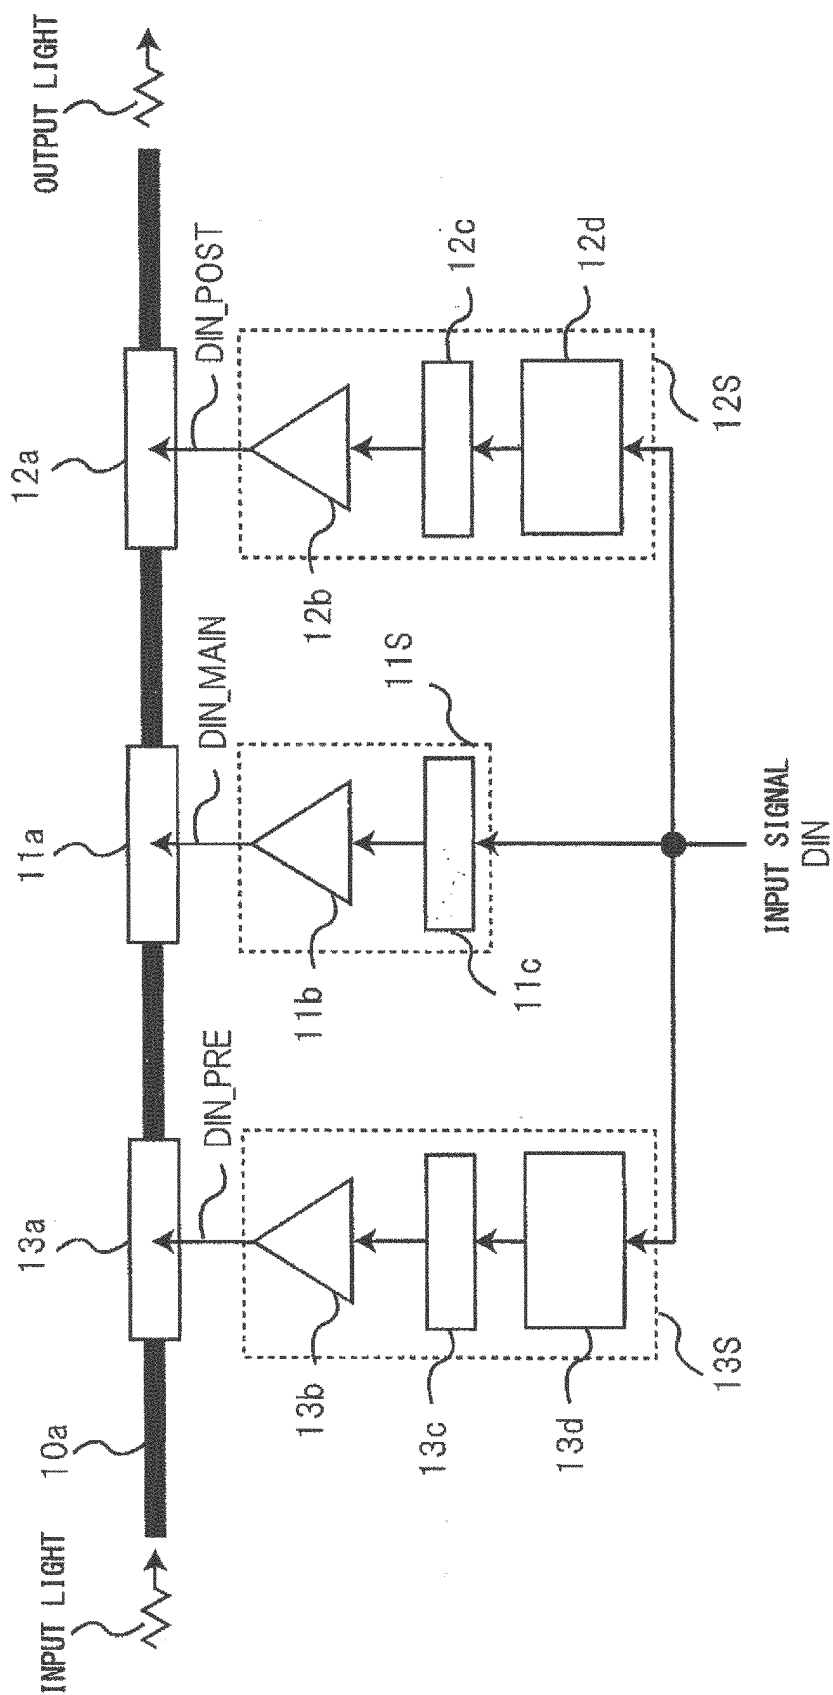 INPUT LIGHT
10a
13a
11a
12a
OUTPUT LIGHT
DIN_PRE
DIN_MAIN
DIN_POST
13b
11b
12b
13c
11c
11S
12c
13d
12d
13S
12S
INPUT SIGNAL
DIN